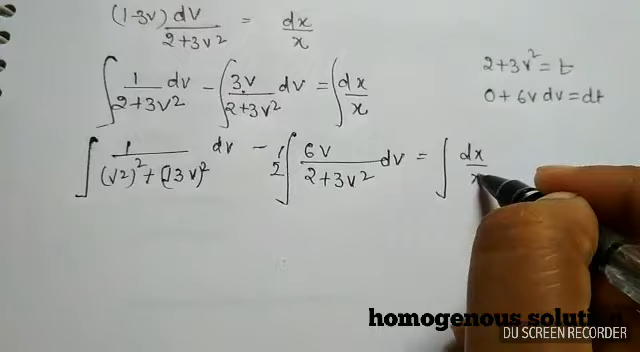 (1-3v) dv/2+3v² = dx/x
∫ 1/2+3v² dv - ∫ 3v/2+3v² dv = ∫ dx/x
2+3v² = t
0+6v dv = dt
∫ 1/(√2)²+(√3v)² dv - 1/2 ∫ 6v/2+3v² dv = ∫ dx/x
homogenous solution
DU SCREEN RECORDER